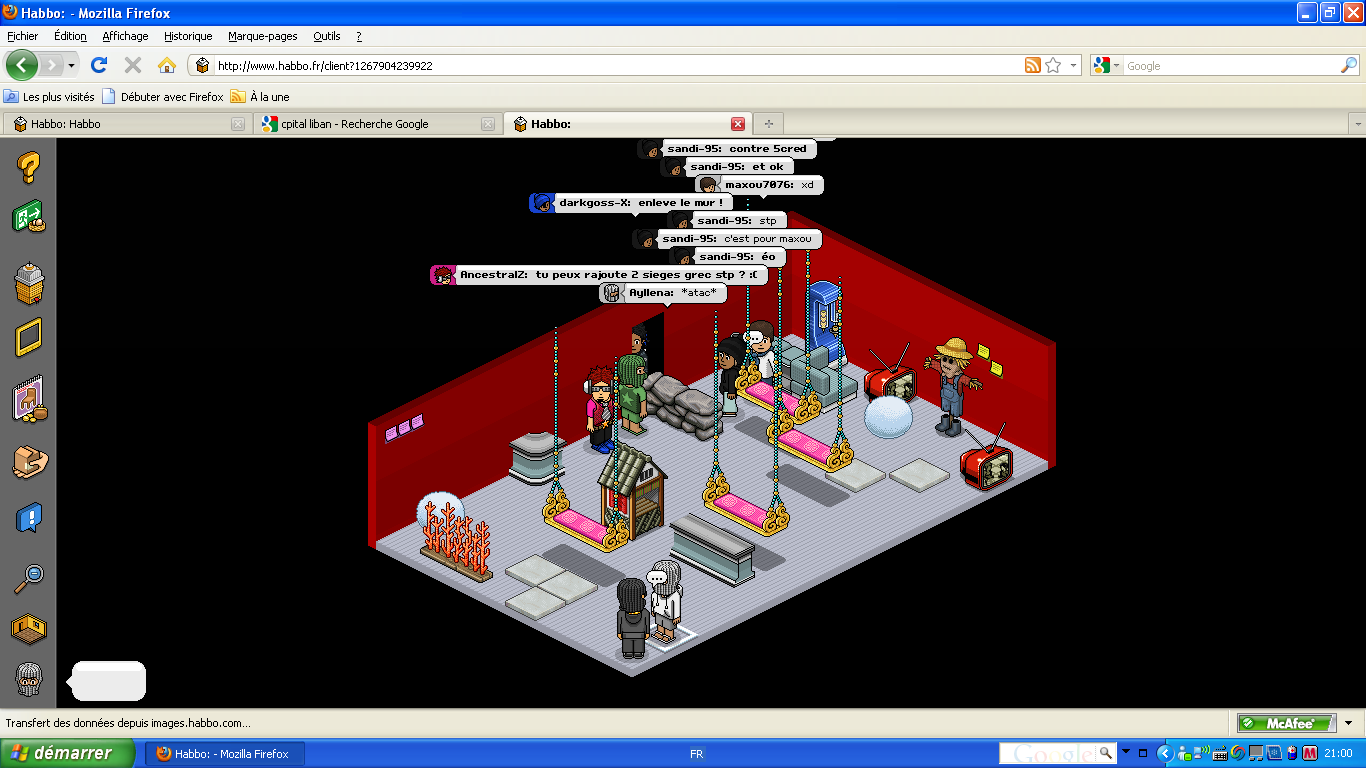 Habbo: - Mozilla Firefox
Fichier Édition Affichage Historique Marque-pages Outils ?
http://www.habbo.fr/client?1267904239922
Google
Les plus visités Débuter avec Firefox À la une
Habbo: Habbo
cpital liban - Recherche Google
Habbo:
sandi-95: contre 5cred
sandi-95: et ok
maxou7076: xd
darkgoss-X: enleve le mur !
sandi-95: stp
sandi-95: c'est pour maxou
sandi-95: éo
AncestralZ: tu peux rajoute 2 sieges grec stp ? :(
Ayllena: *atac*
Transfert des données depuis images.habbo.com...
McAfee
démarrer
Habbo: - Mozilla Firefox
FR
Google
21:00